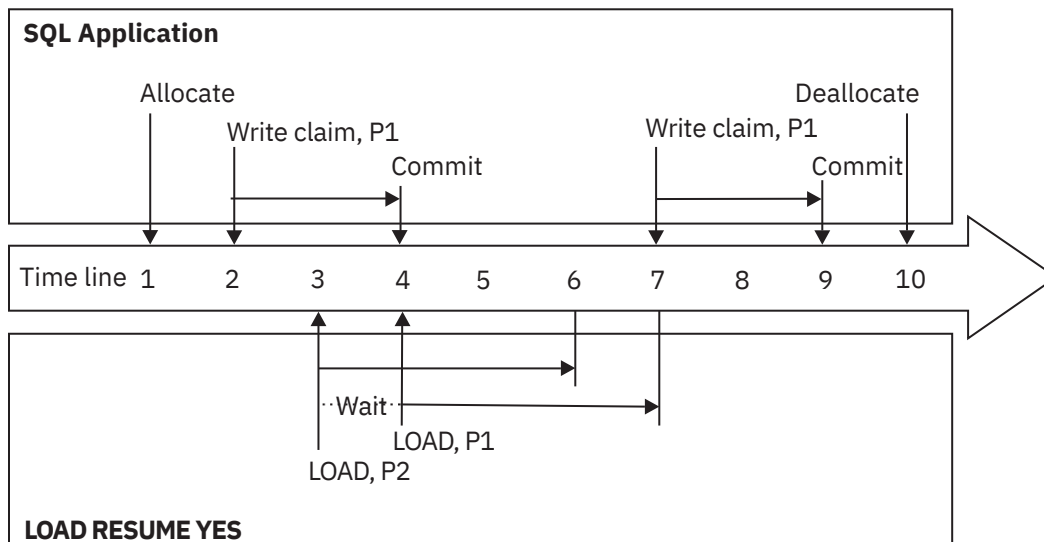 SQL Application
Allocate
Deallocate
Write claim, P1
Write claim, P1
Commit
Commit
Time line 1 2 3 4 5 6 7 8 9 10
Wait
LOAD, P1
LOAD, P2
LOAD RESUME YES